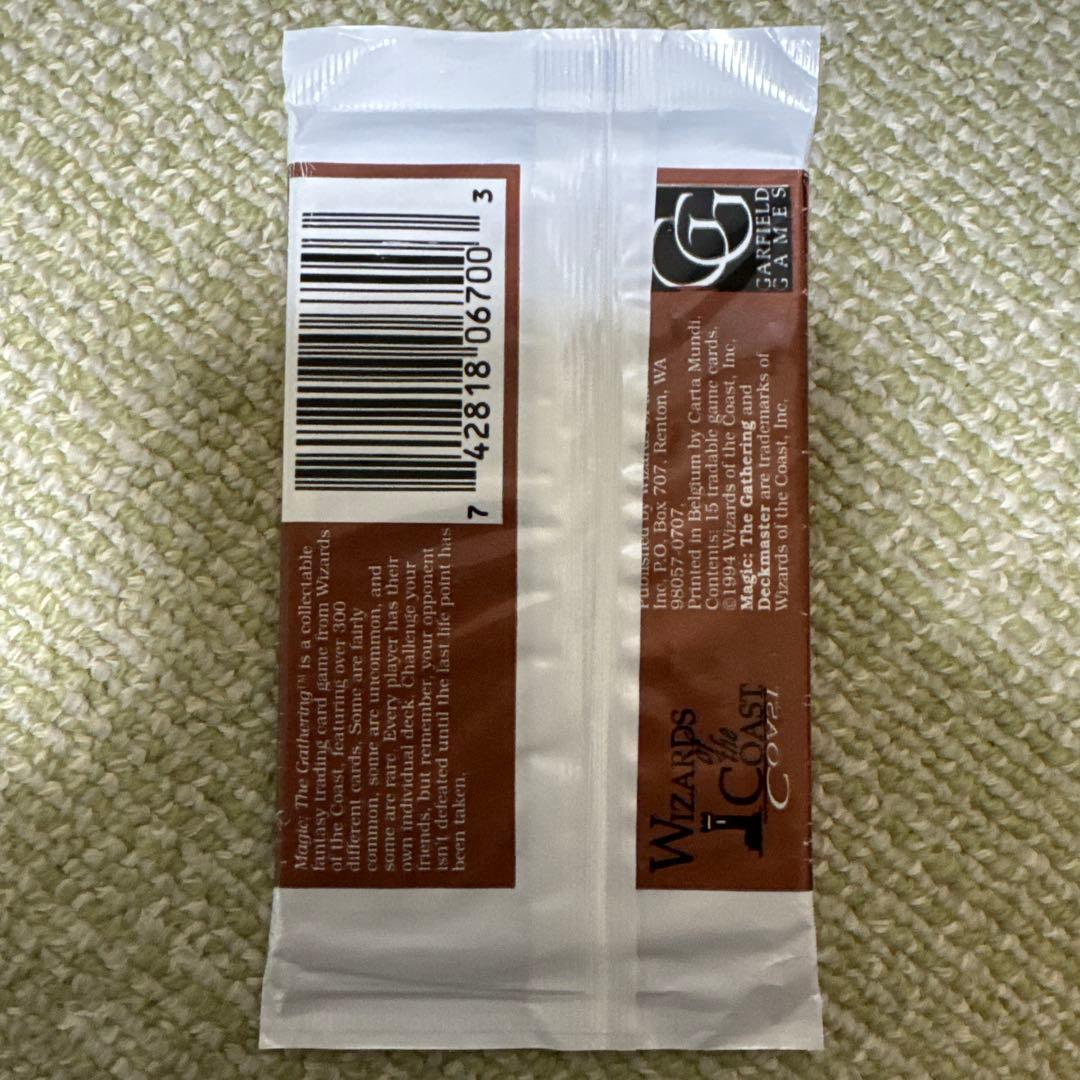 Magic: The Gathering™ is a collectable
fantasy trading card game from Wizards
of the Coast, featuring over 300
different cards. Some are fairly
common, some are uncommon, and
some are rare. Every player has their
own individual deck. Challenge your
friends, but remember, your opponent
isn't defeated until the last life point has
been taken.
7 42818 06700 3
WIZARDS
of the
COAST
Published by
Inc. P.O. Box 707. Renton, WA
98057-0707.
Printed in Belgium by Carta Mundi.
Contents: 15 tradable game cards.
©1994 Wizards of the Coast, Inc.
Magic: The Gathering and
Deckmaster are trademarks of
Wizards of the Coast, Inc.
GG
GARFIELD
GAMES